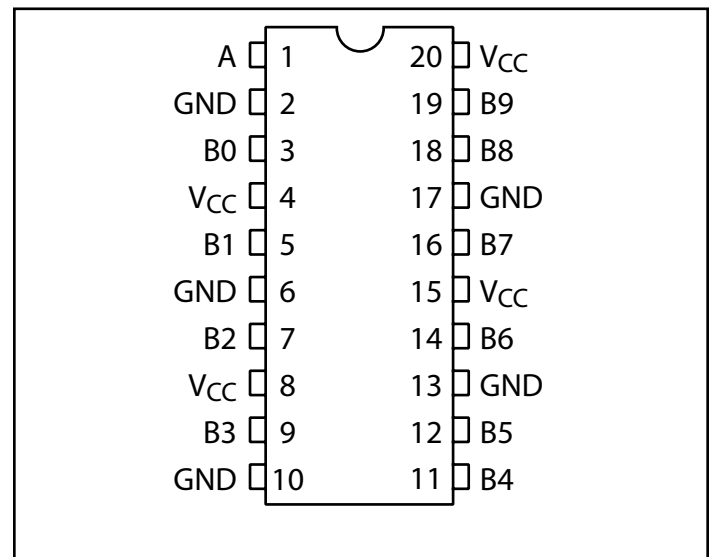 A 1 20 VCC
GND 2 19 B9
B0 3 18 B8
VCC 4 17 GND
B1 5 16 B7
GND 6 15 VCC
B2 7 14 B6
VCC 8 13 GND
B3 9 12 B5
GND 10 11 B4